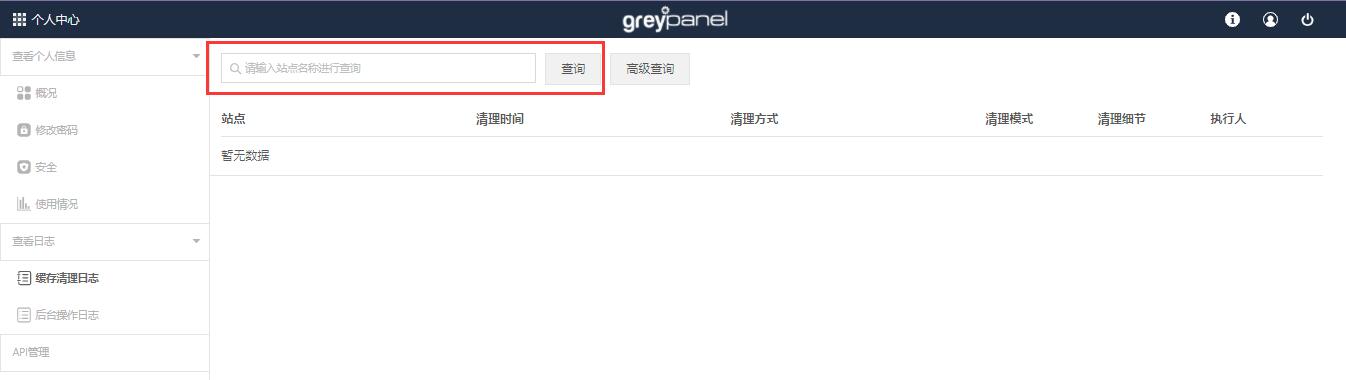 个人中心
greypanel
查看个人信息
概况
修改密码
安全
使用情况
查看日志
缓存清理日志
后台操作日志
API管理
请输入站点名称进行查询 查询 高级查询
站点 清理时间 清理方式 清理模式 清理细节 执行人
暂无数据